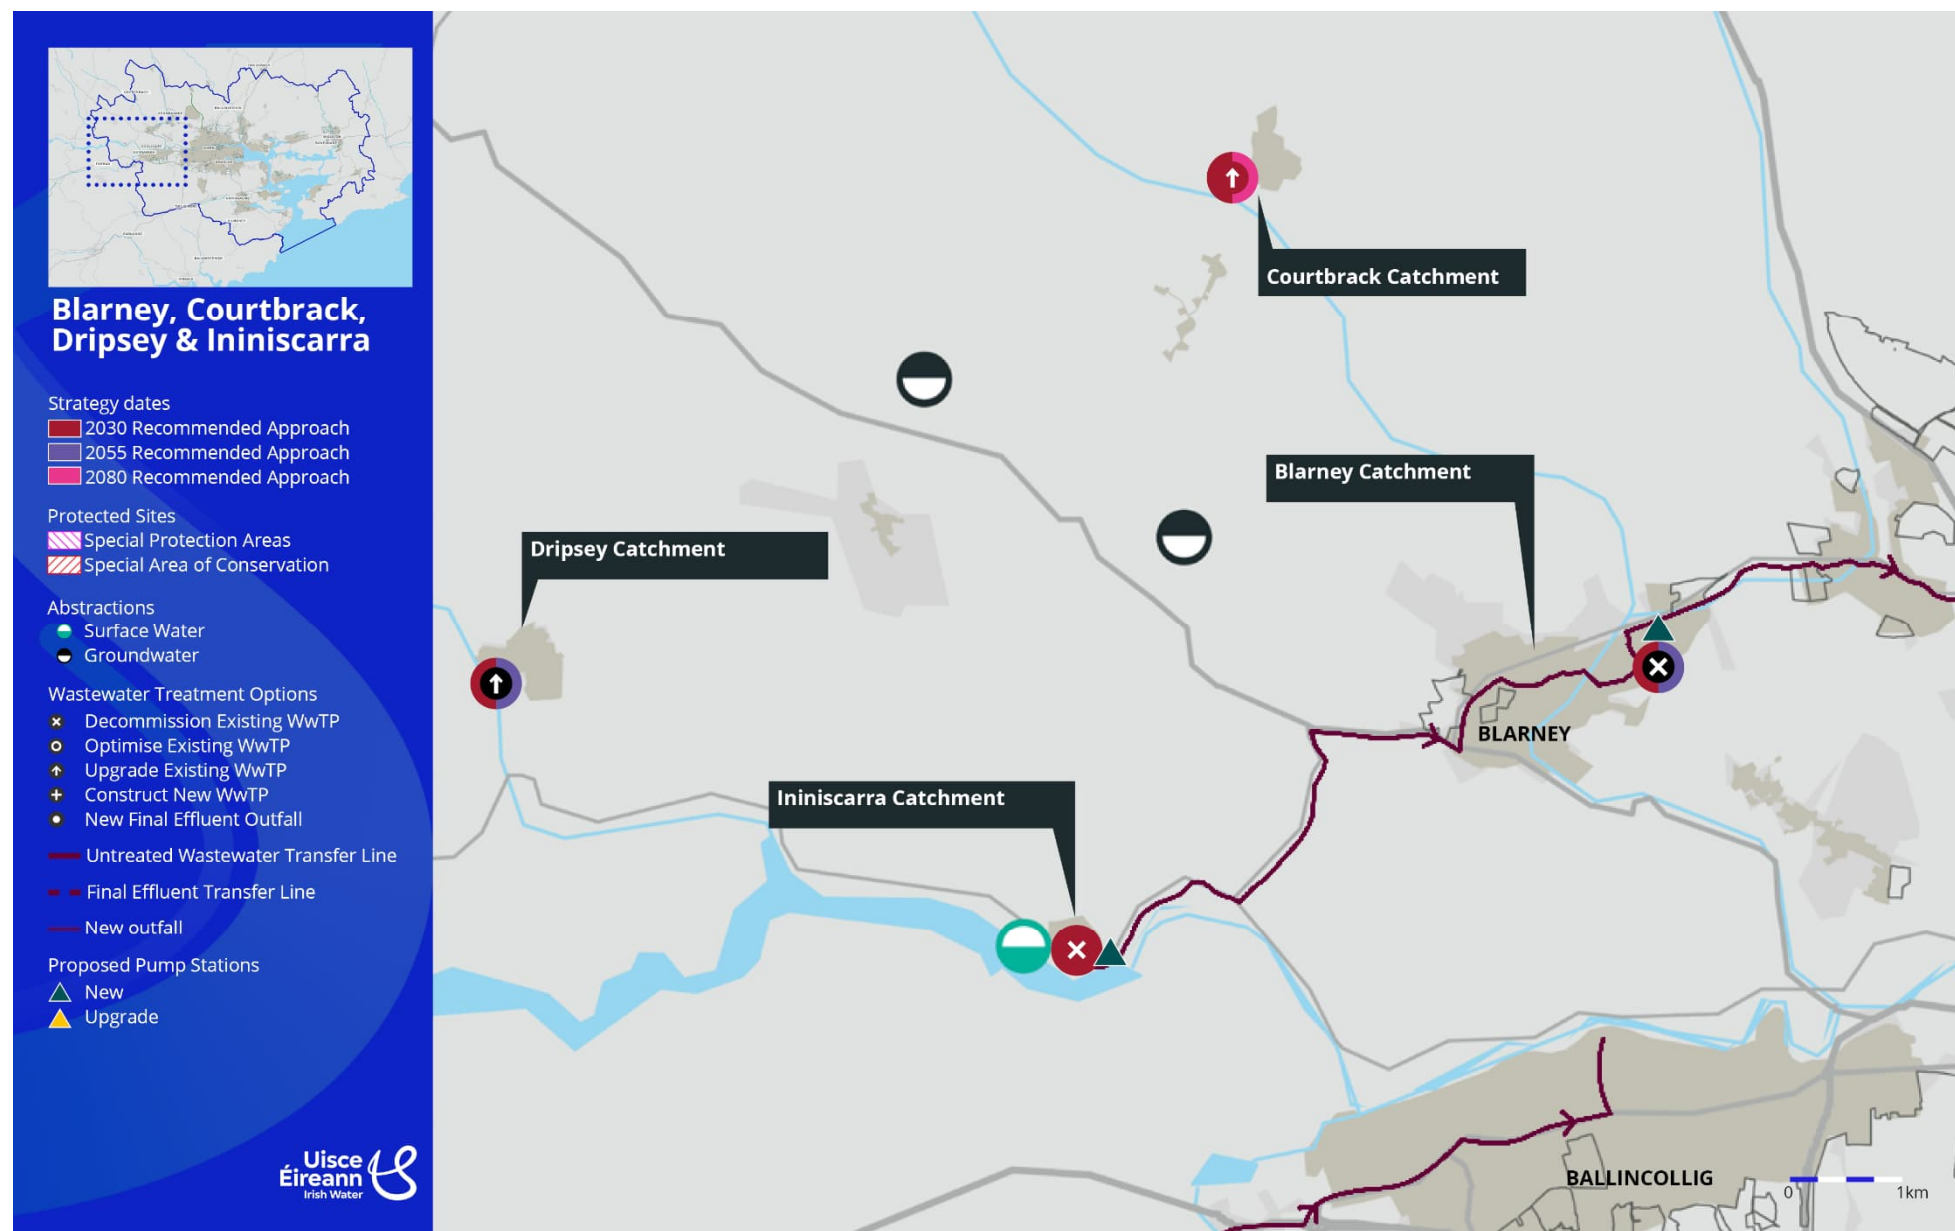 Blarney, Courtbrack,
Dripsey & Ininiscarra
Strategy dates
2030 Recommended Approach
2055 Recommended Approach
2080 Recommended Approach
Protected Sites
Special Protection Areas
Special Area of Conservation
Abstractions
Surface Water
Groundwater
Wastewater Treatment Options
Decommission Existing WwTP
Optimise Existing WwTP
Upgrade Existing WwTP
Construct New WwTP
New Final Effluent Outfall
Untreated Wastewater Transfer Line
Final Effluent Transfer Line
New outfall
Proposed Pump Stations
New
Upgrade
Uisce
Éireann
Irish Water
Courtbrack Catchment
Blarney Catchment
Dripsey Catchment
BLARNEY
Ininiscarra Catchment
BALLINCOLLIG
0 1km